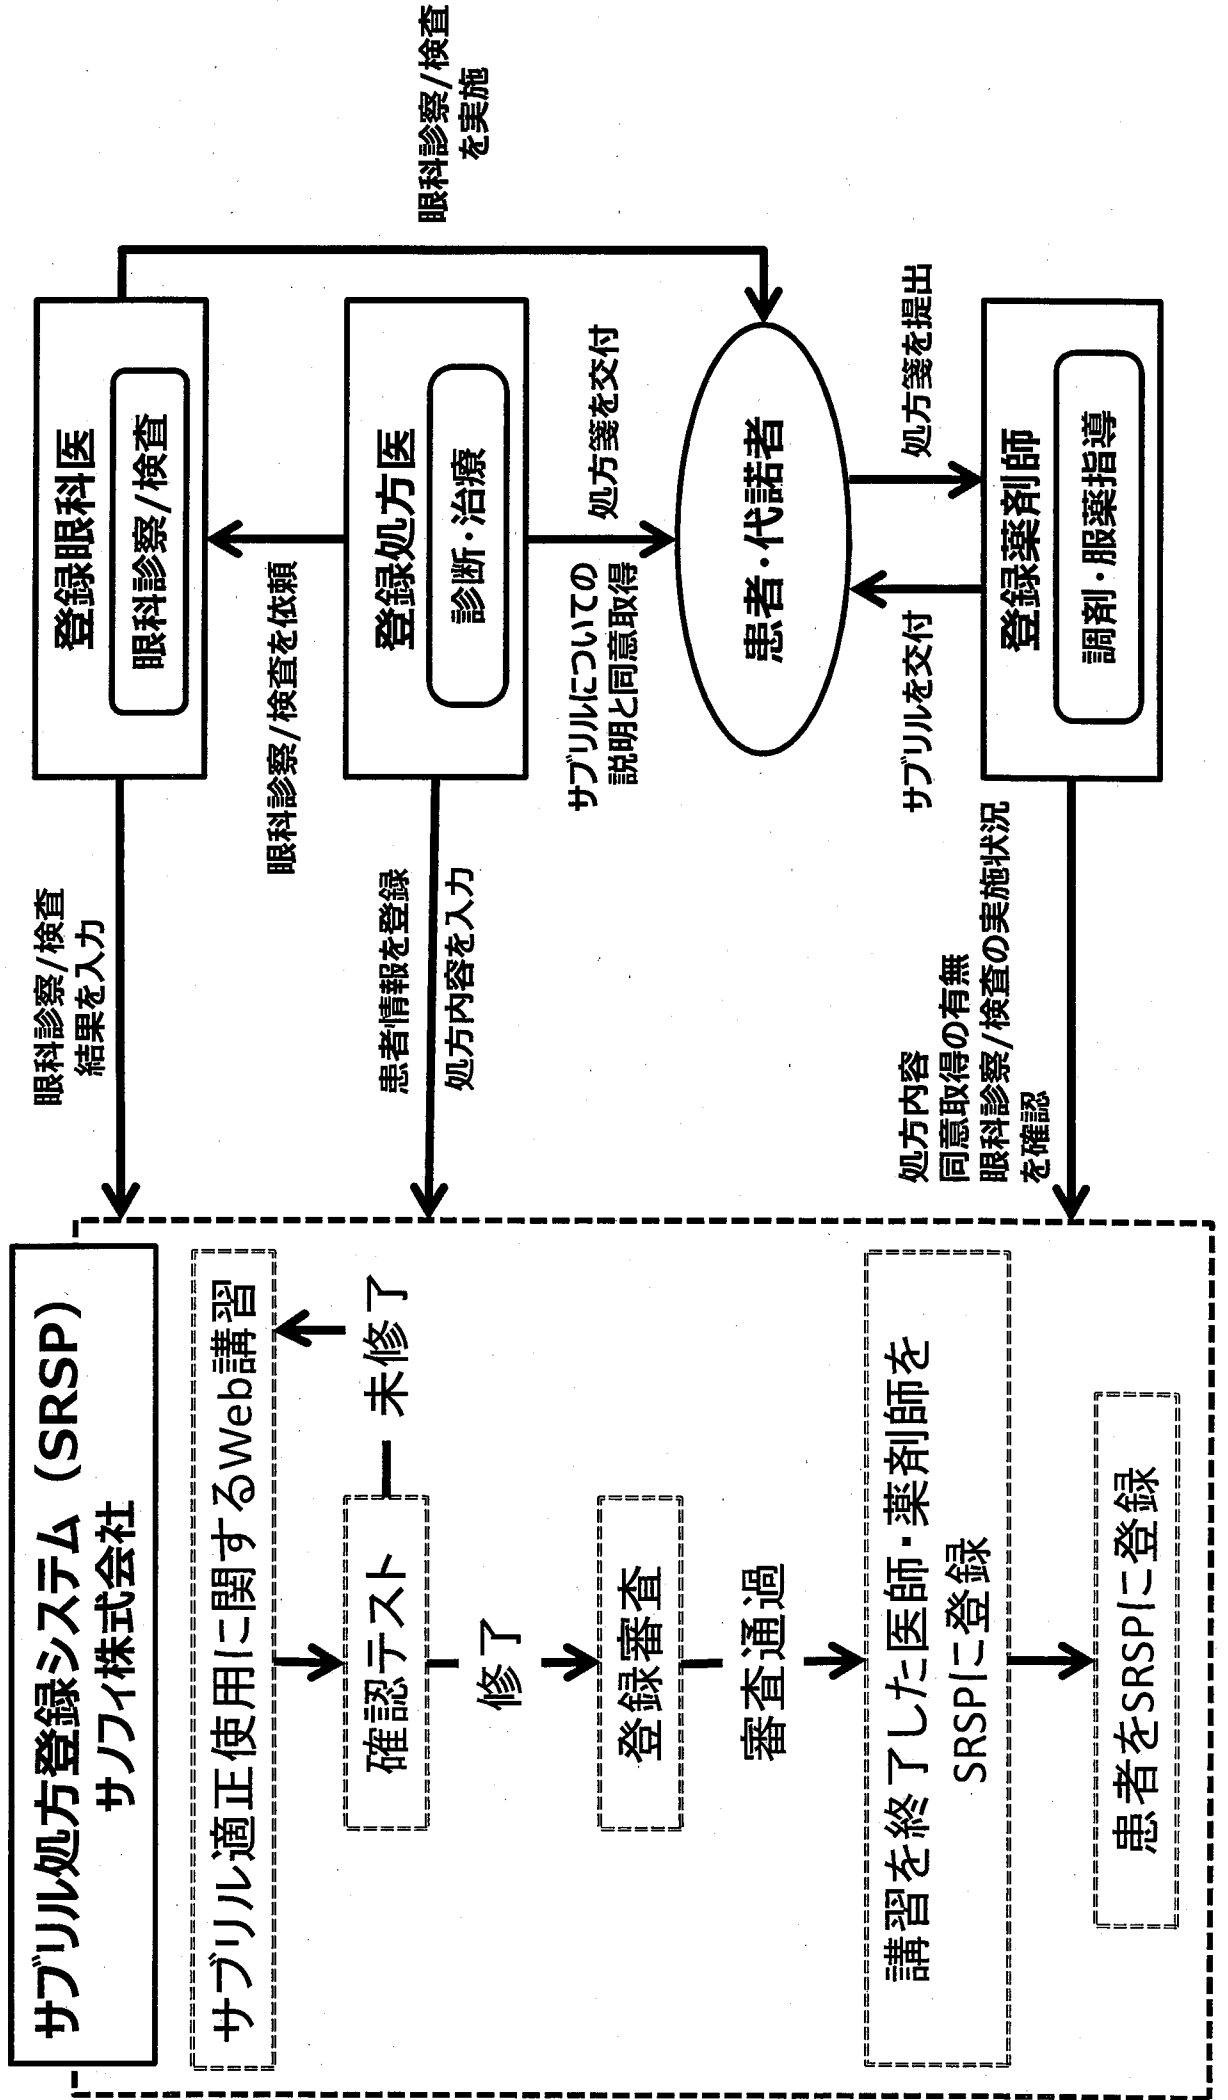 サブリル処方登録システム（SRSP）
サノフィ株式会社
サブリル適正使用に関するWeb講習
確認テスト
未修了
修了
登録審査
審査通過
講習を終了した医師・薬剤師を
SRSPに登録
患者をSRSPに登録
眼科診察/検査
結果を入力
患者情報を登録
処方内容を入力
処方内容
同意取得の有無
眼科診察/検査の実施状況
を確認
登録眼科医
眼科診察/検査
眼科診察/検査を依頼
登録処方医
診断・治療
サブリルについての
説明と同意取得
処方箋を交付
患者・代諾者
サブリルを交付
処方箋を提出
登録薬剤師
調剤・服薬指導
眼科診察/検査
を実施